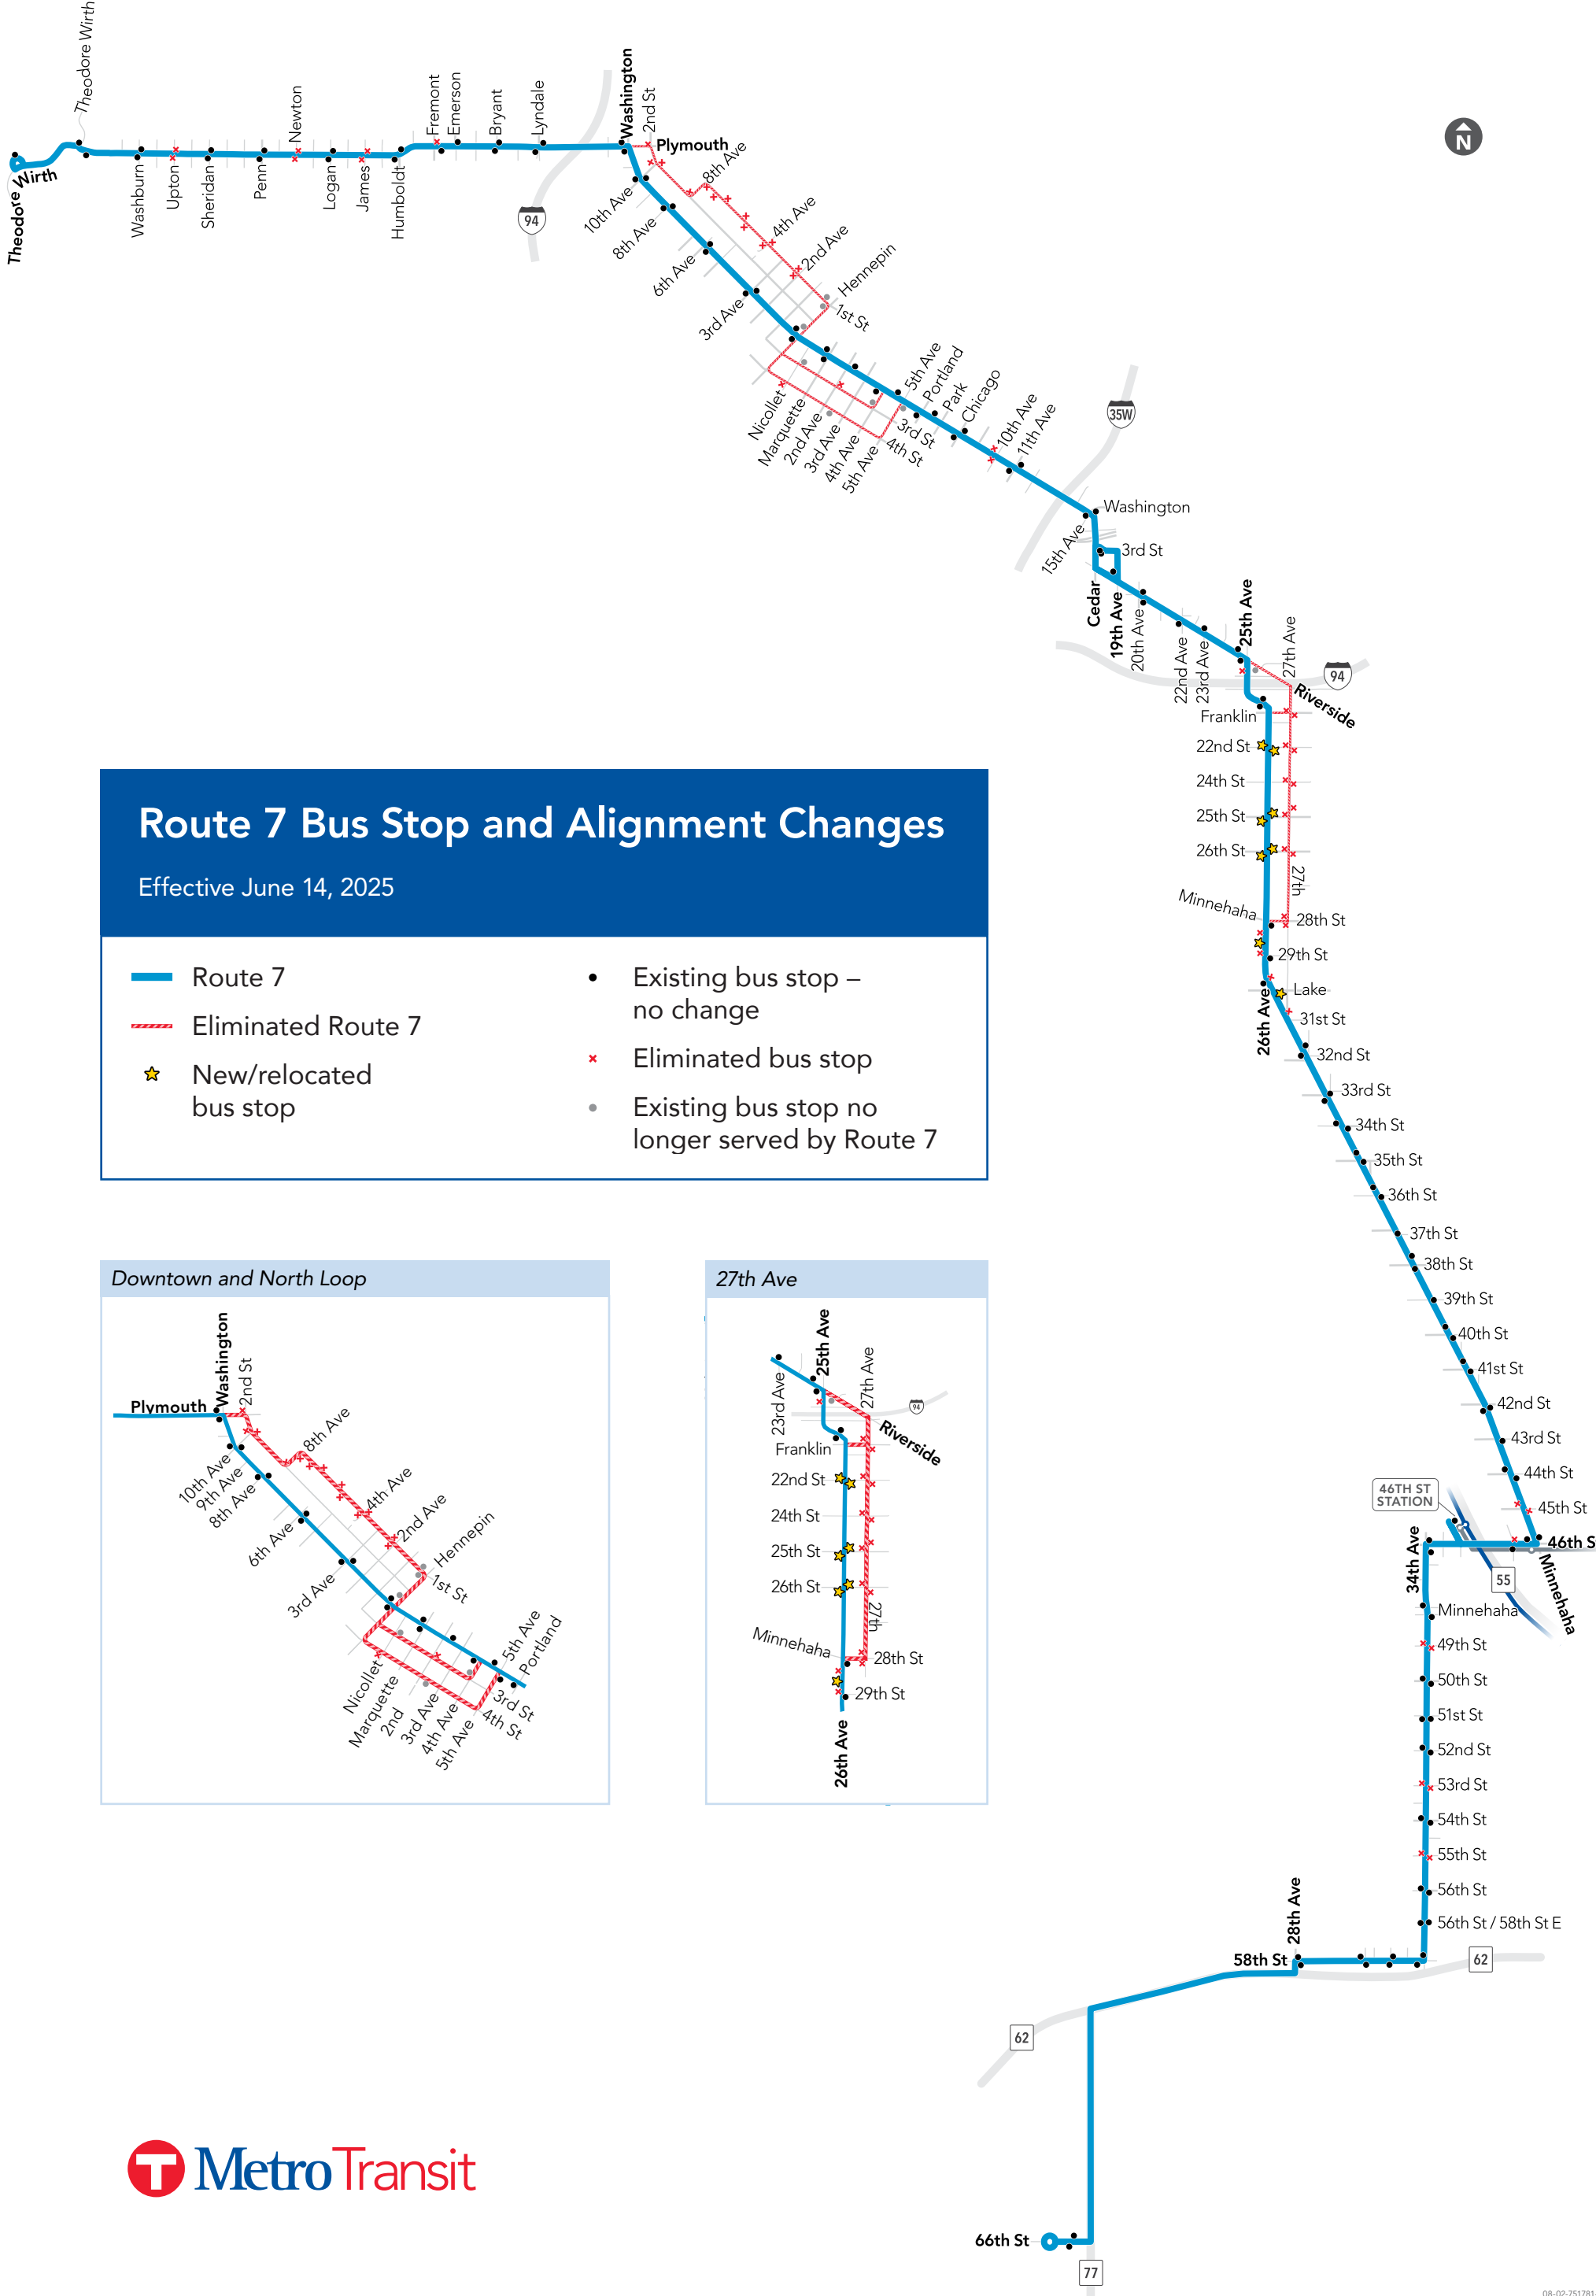 Theodore Wirth
Theodore Wirth
Washburn
Upton
Sheridan
Penn
Newton
Logan
James
Humboldt
Fremont
Emerson
Bryant
Lyndale
94
Washington
2nd St
Plymouth
8th Ave
10th Ave
8th Ave
6th Ave
3rd Ave
4th Ave
2nd Ave
Hennepin
1st St
Nicollet
Marquette
2nd Ave
3rd Ave
4th Ave
5th Ave
3rd St
4th St
5th Ave
Portland
Park
Chicago
10th Ave
11th Ave
35W
N
Washington
15th Ave
3rd St
Cedar
19th Ave
20th Ave
22nd Ave
23rd Ave
25th Ave
27th Ave
94
Riverside
Franklin
22nd St
24th St
25th St
26th St
27th
Minnehaha
28th St
29th St
Lake
26th Ave
31st St
32nd St
33rd St
34th St
35th St
36th St
37th St
38th St
39th St
40th St
41st St
42nd St
43rd St
44th St
45th St
46TH ST
STATION
46th S
34th Ave
55
Minnehaha
Minnehaha
49th St
50th St
51st St
52nd St
53rd St
54th St
55th St
56th St
56th St / 58th St E
28th Ave
58th St
62
62
66th St
77
Route 7 Bus Stop and Alignment Changes
Effective June 14, 2025
Route 7
Eliminated Route 7
New/relocated
bus stop
Existing bus stop –
no change
Eliminated bus stop
Existing bus stop no
longer served by Route 7
Downtown and North Loop
Plymouth
Washington
2nd St
8th Ave
10th Ave
9th Ave
8th Ave
6th Ave
3rd Ave
4th Ave
2nd Ave
Hennepin
1st St
Nicollet
Marquette
2nd
3rd Ave
4th Ave
5th Ave
3rd St
4th St
5th Ave
Portland
27th Ave
23rd Ave
25th Ave
27th Ave
94
Riverside
Franklin
22nd St
24th St
25th St
26th St
27th
Minnehaha
28th St
29th St
26th Ave
T MetroTransit
08-02-751781